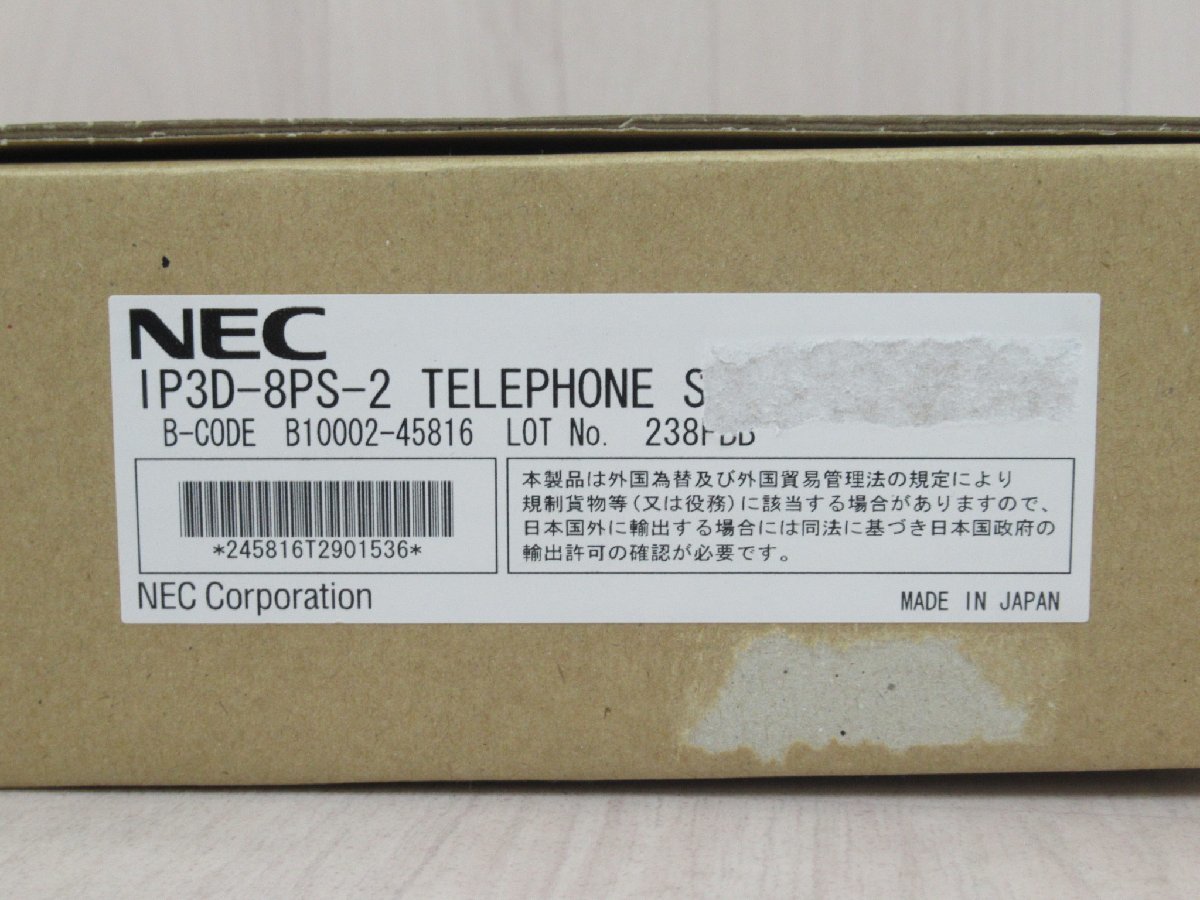 NEC
IP3D-8PS-2 TELEPHONE
B-CODE B10002-45816 LOT No.
*245816T2901536*
本製品は外国為替及び外国貿易管理法の規定により
規制貨物等(又は役務)に該当する場合がありますので、
日本国外に輸出する場合には同法に基づき日本国政府の
輸出許可の確認が必要です。
NEC Corporation
MADE IN JAPAN